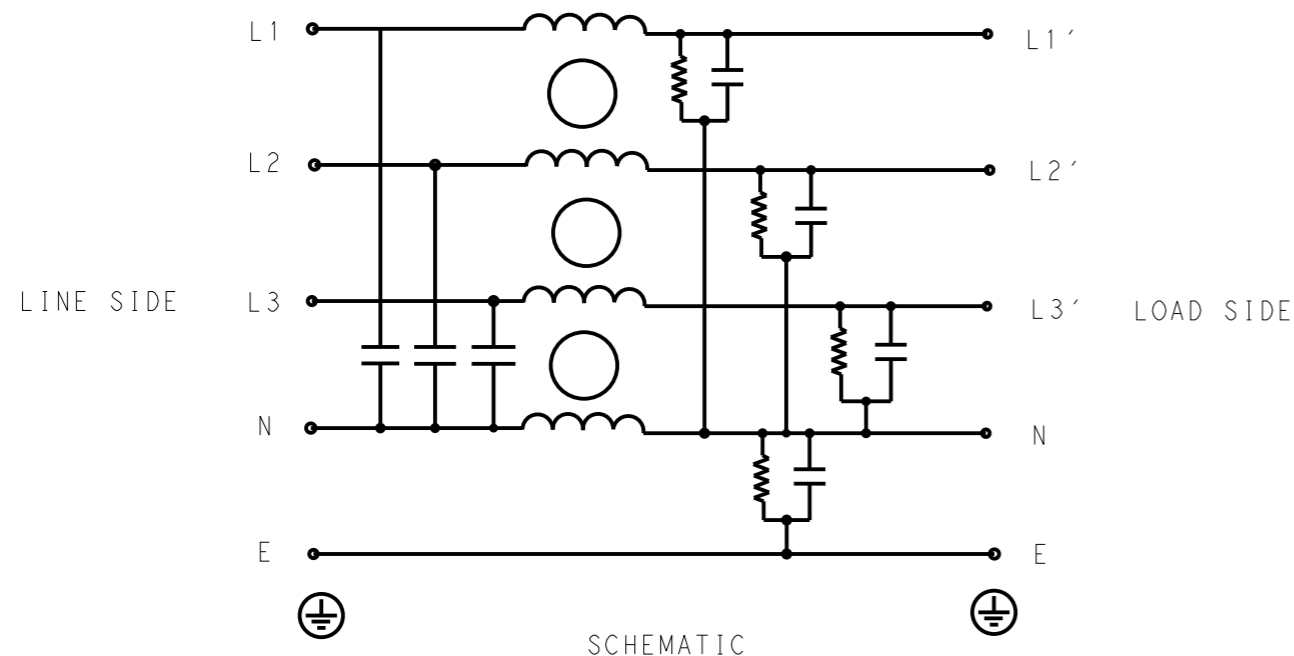 L1
L1´
L2
L2´
LINE SIDE
L3
L3´
LOAD SIDE
N
N
E
E
SCHEMATIC